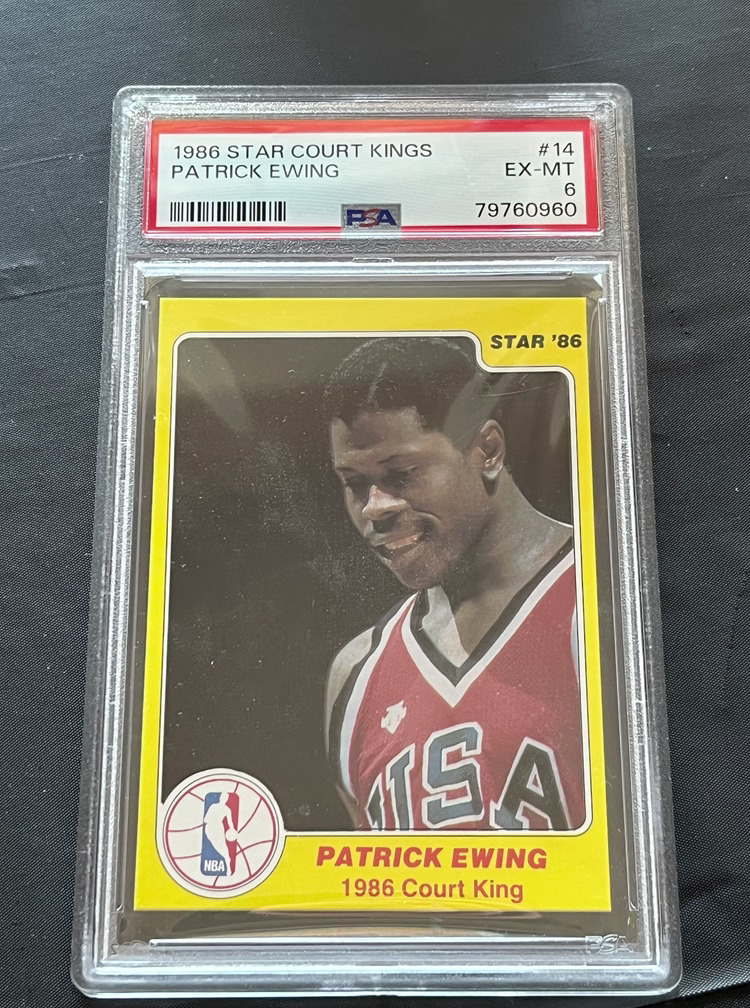 1986 STAR COURT KINGS #14
PATRICK EWING EX-MT
6
PSA 79760960
STAR '86
USA
NBA
PATRICK EWING
1986 Court King
PSA